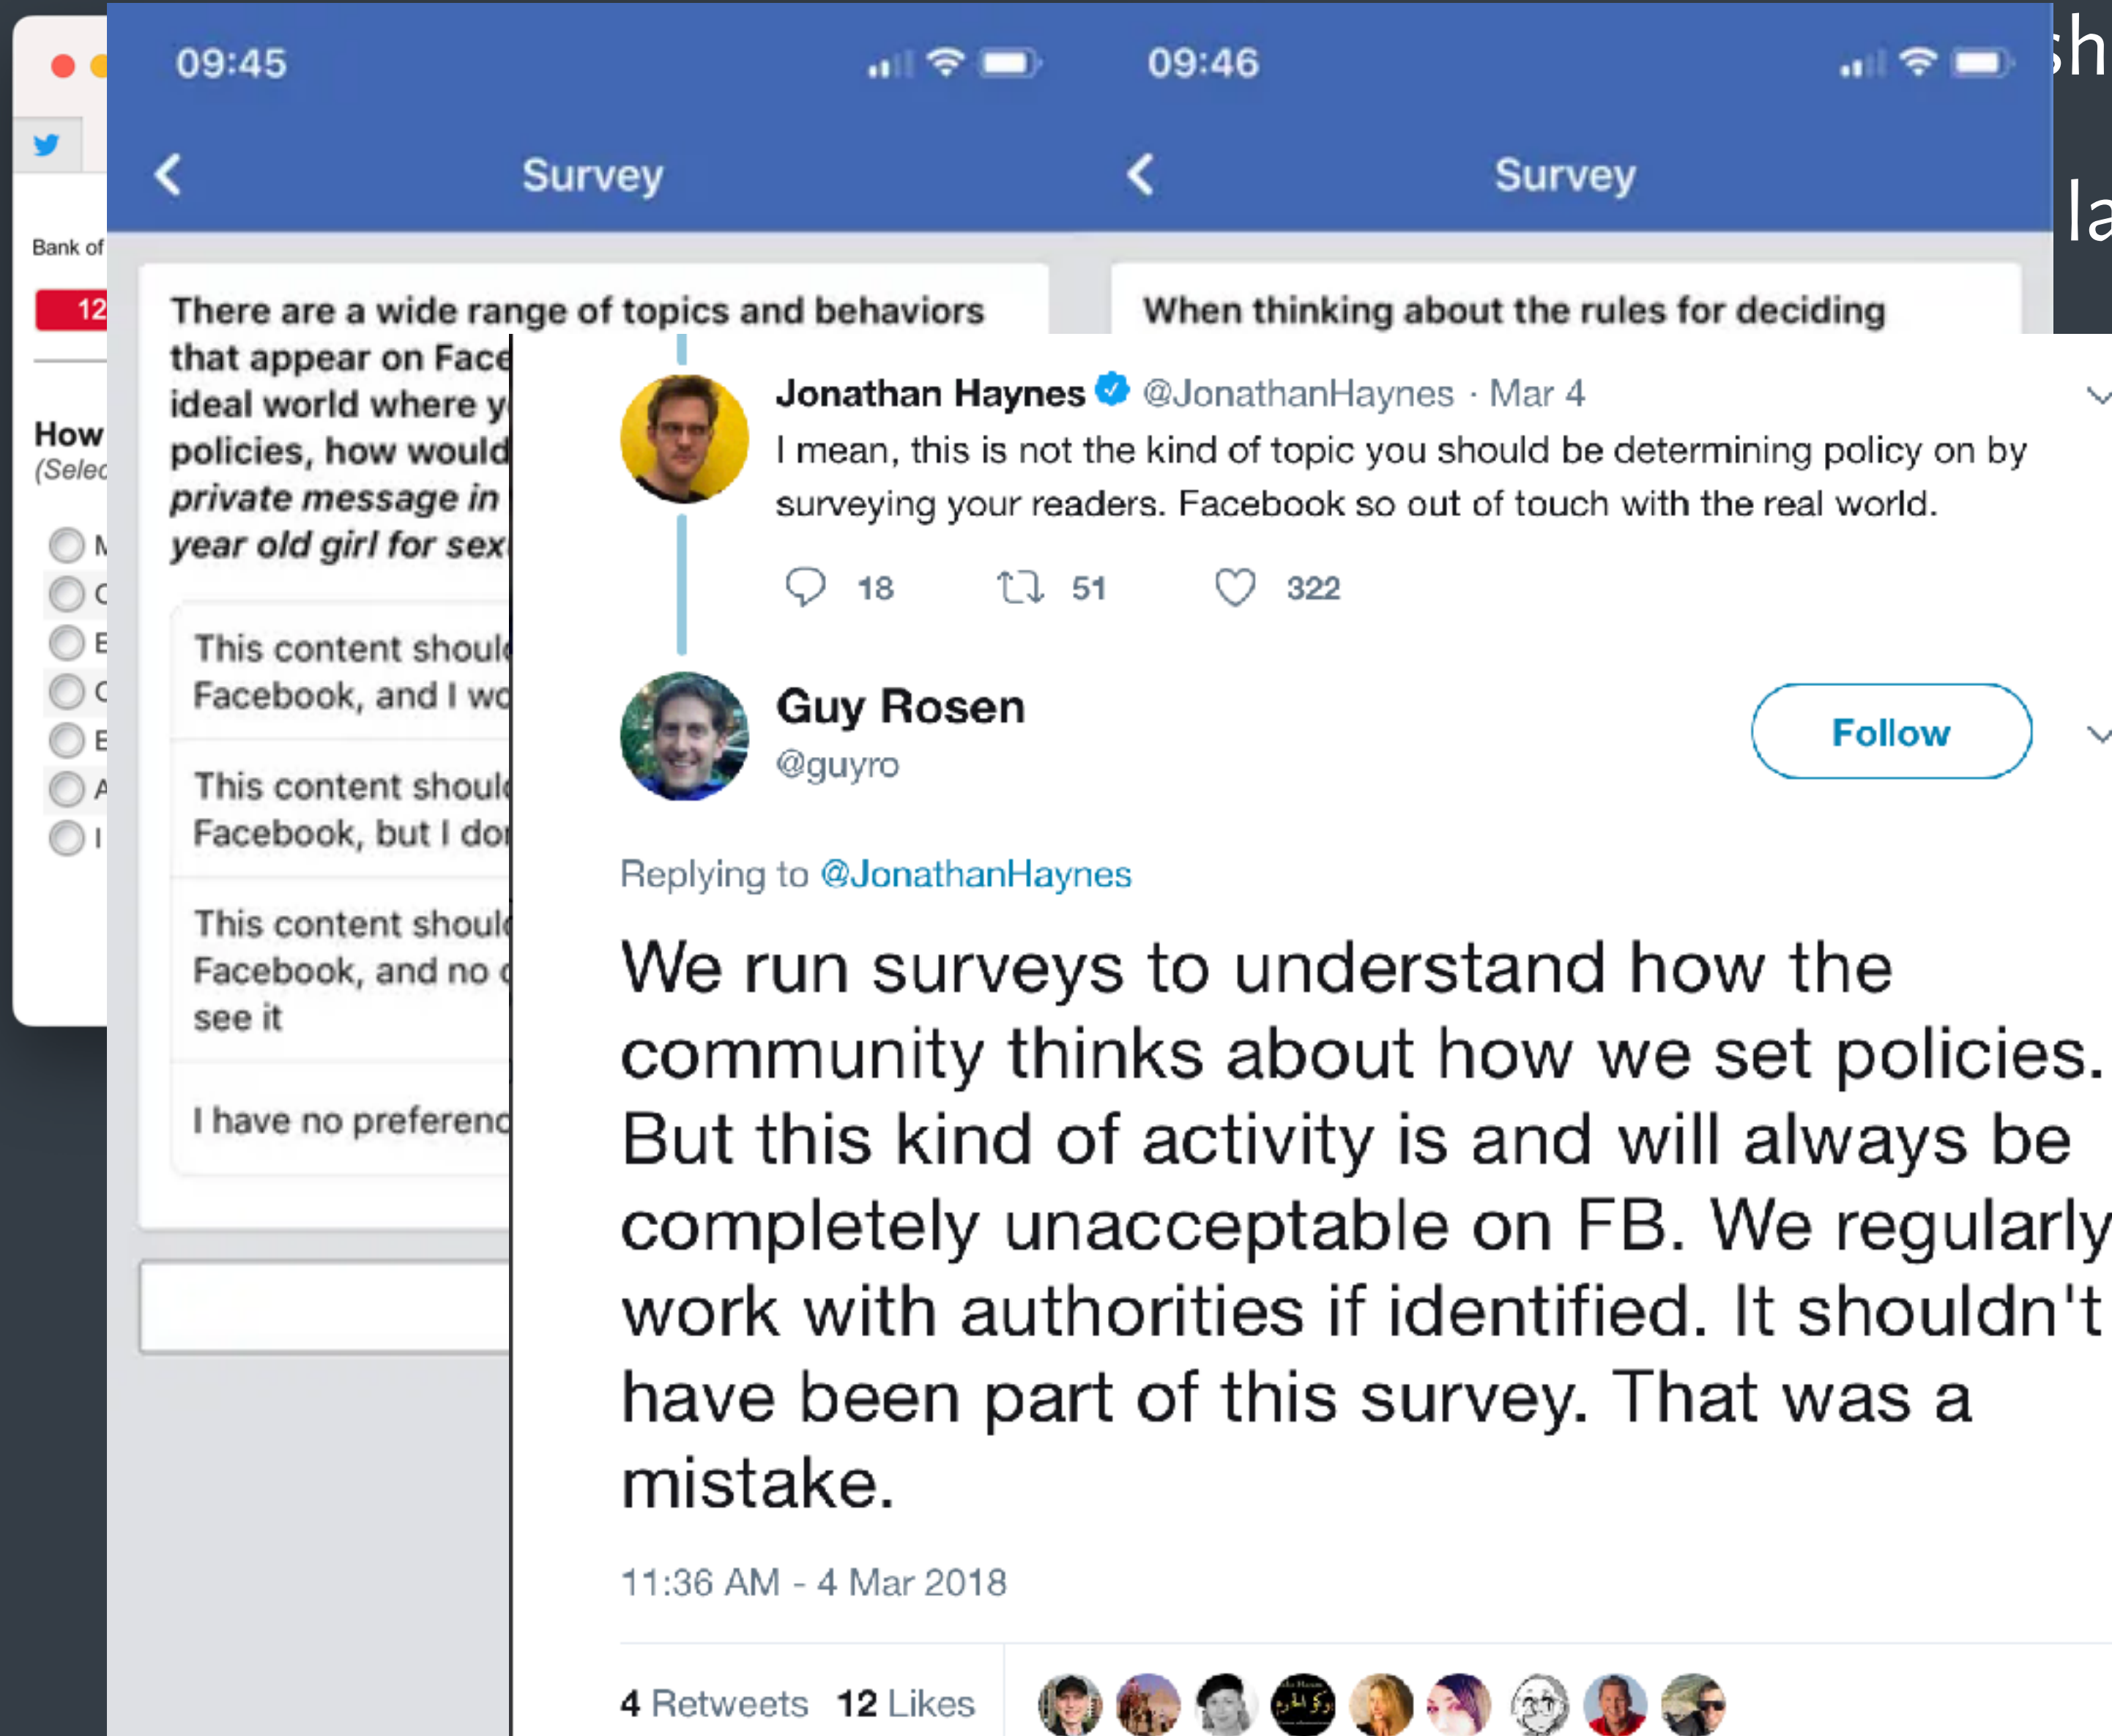 sh
la
Bank of
12
How
(Selec
09:45
Survey
There are a wide range of topics and behaviors
that appear on Face
ideal world where y
policies, how would
private message in
year old girl for sex
This content should
Facebook, and I wo
This content should
Facebook, but I don
This content should
Facebook, and no o
see it
I have no preferenc
09:46
Survey
When thinking about the rules for deciding
Jonathan Haynes @JonathanHaynes · Mar 4
I mean, this is not the kind of topic you should be determining policy on by
surveying your readers. Facebook so out of touch with the real world.
18 51 322
Guy Rosen
@guyro
Follow
Replying to @JonathanHaynes
We run surveys to understand how the
community thinks about how we set policies.
But this kind of activity is and will always be
completely unacceptable on FB. We regularly
work with authorities if identified. It shouldn't
have been part of this survey. That was a
mistake.
11:36 AM - 4 Mar 2018
4 Retweets 12 Likes